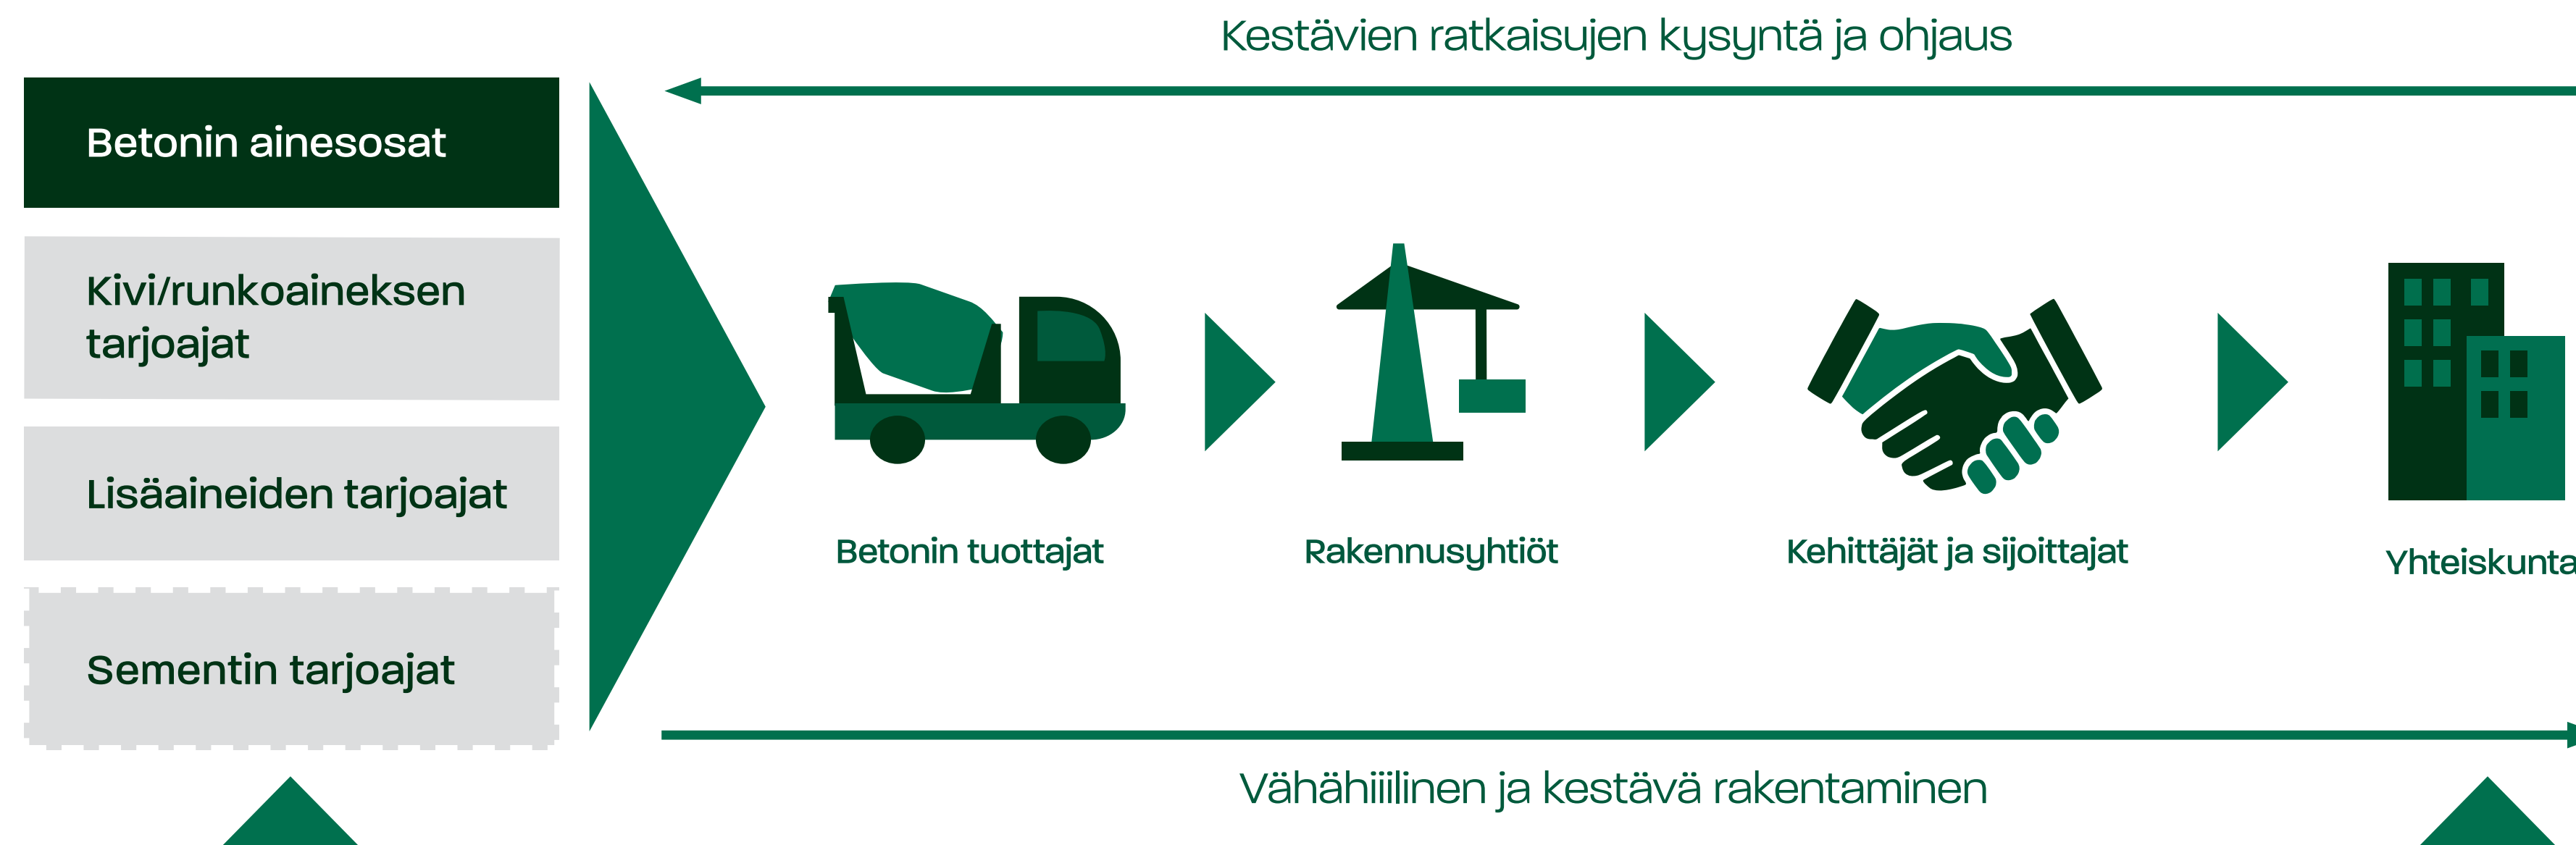 Kestävien ratkaisujen kysyntä ja ohjaus
Betonin ainesosat
Kivi/runkoaineksen
tarjoajat
Lisäaineiden tarjoajat
Sementin tarjoajat
Betonin tuottajat
Rakennusyhtiöt
Kehittäjät ja sijoittajat
Yhteiskunta
Vähähiilinen ja kestävä rakentaminen